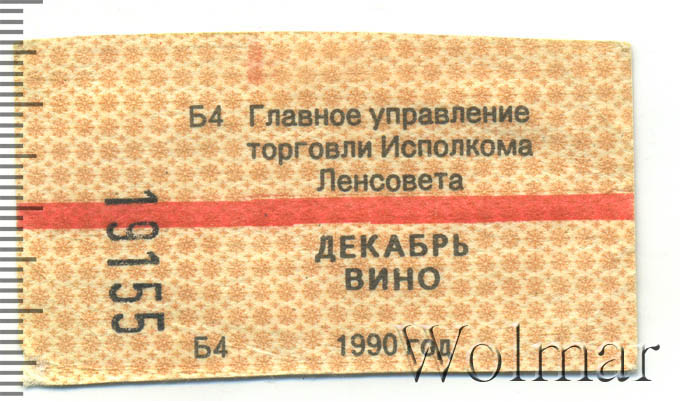 Б4 Главное управление
торговли Исполкома
Ленсовета
19155
ДЕКАБРЬ
ВИНО
Б4 1990 год
Wolmar